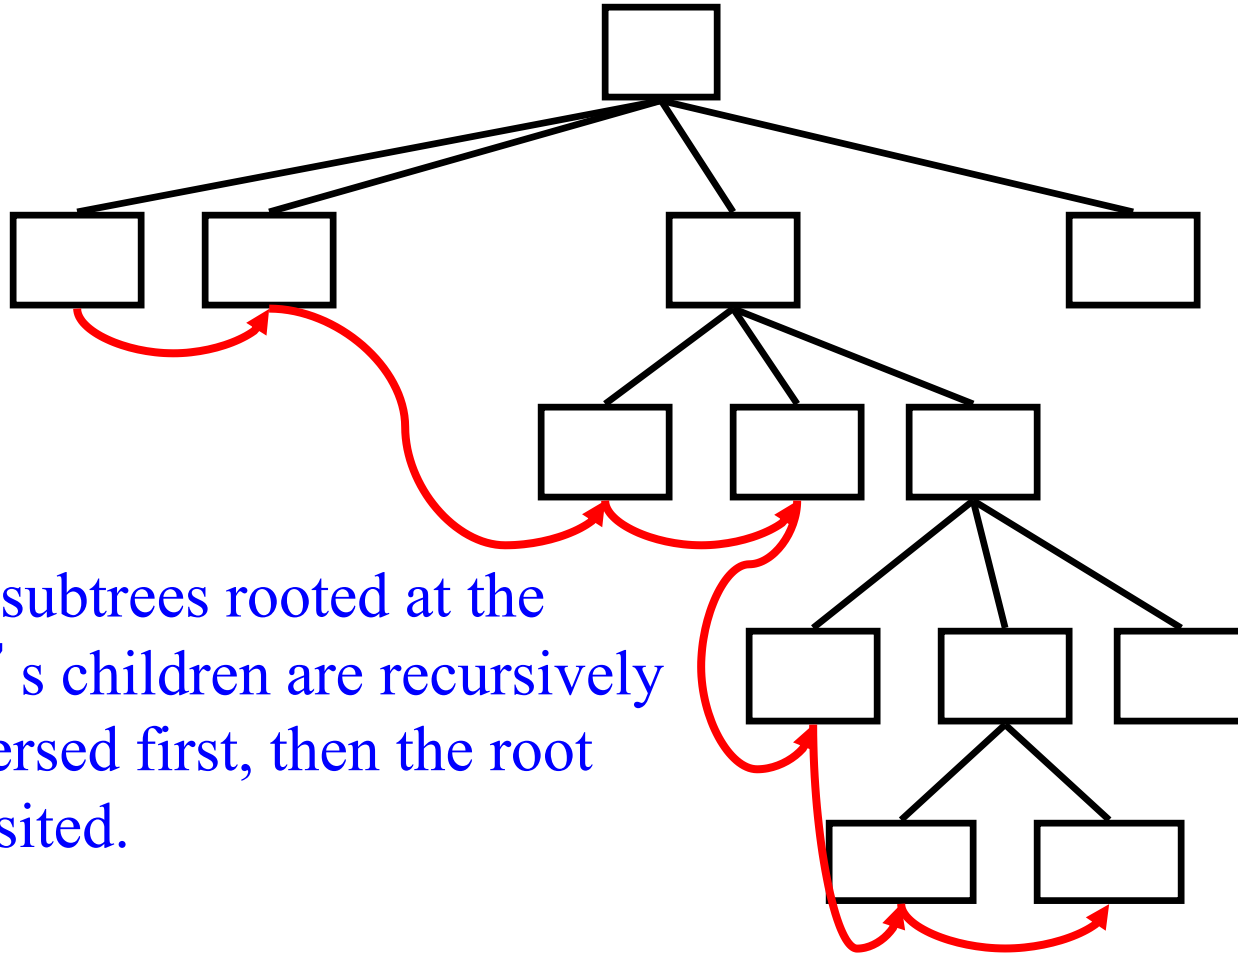 subtrees rooted at the
’ s children are recursively
ersed first, then the root
sited.